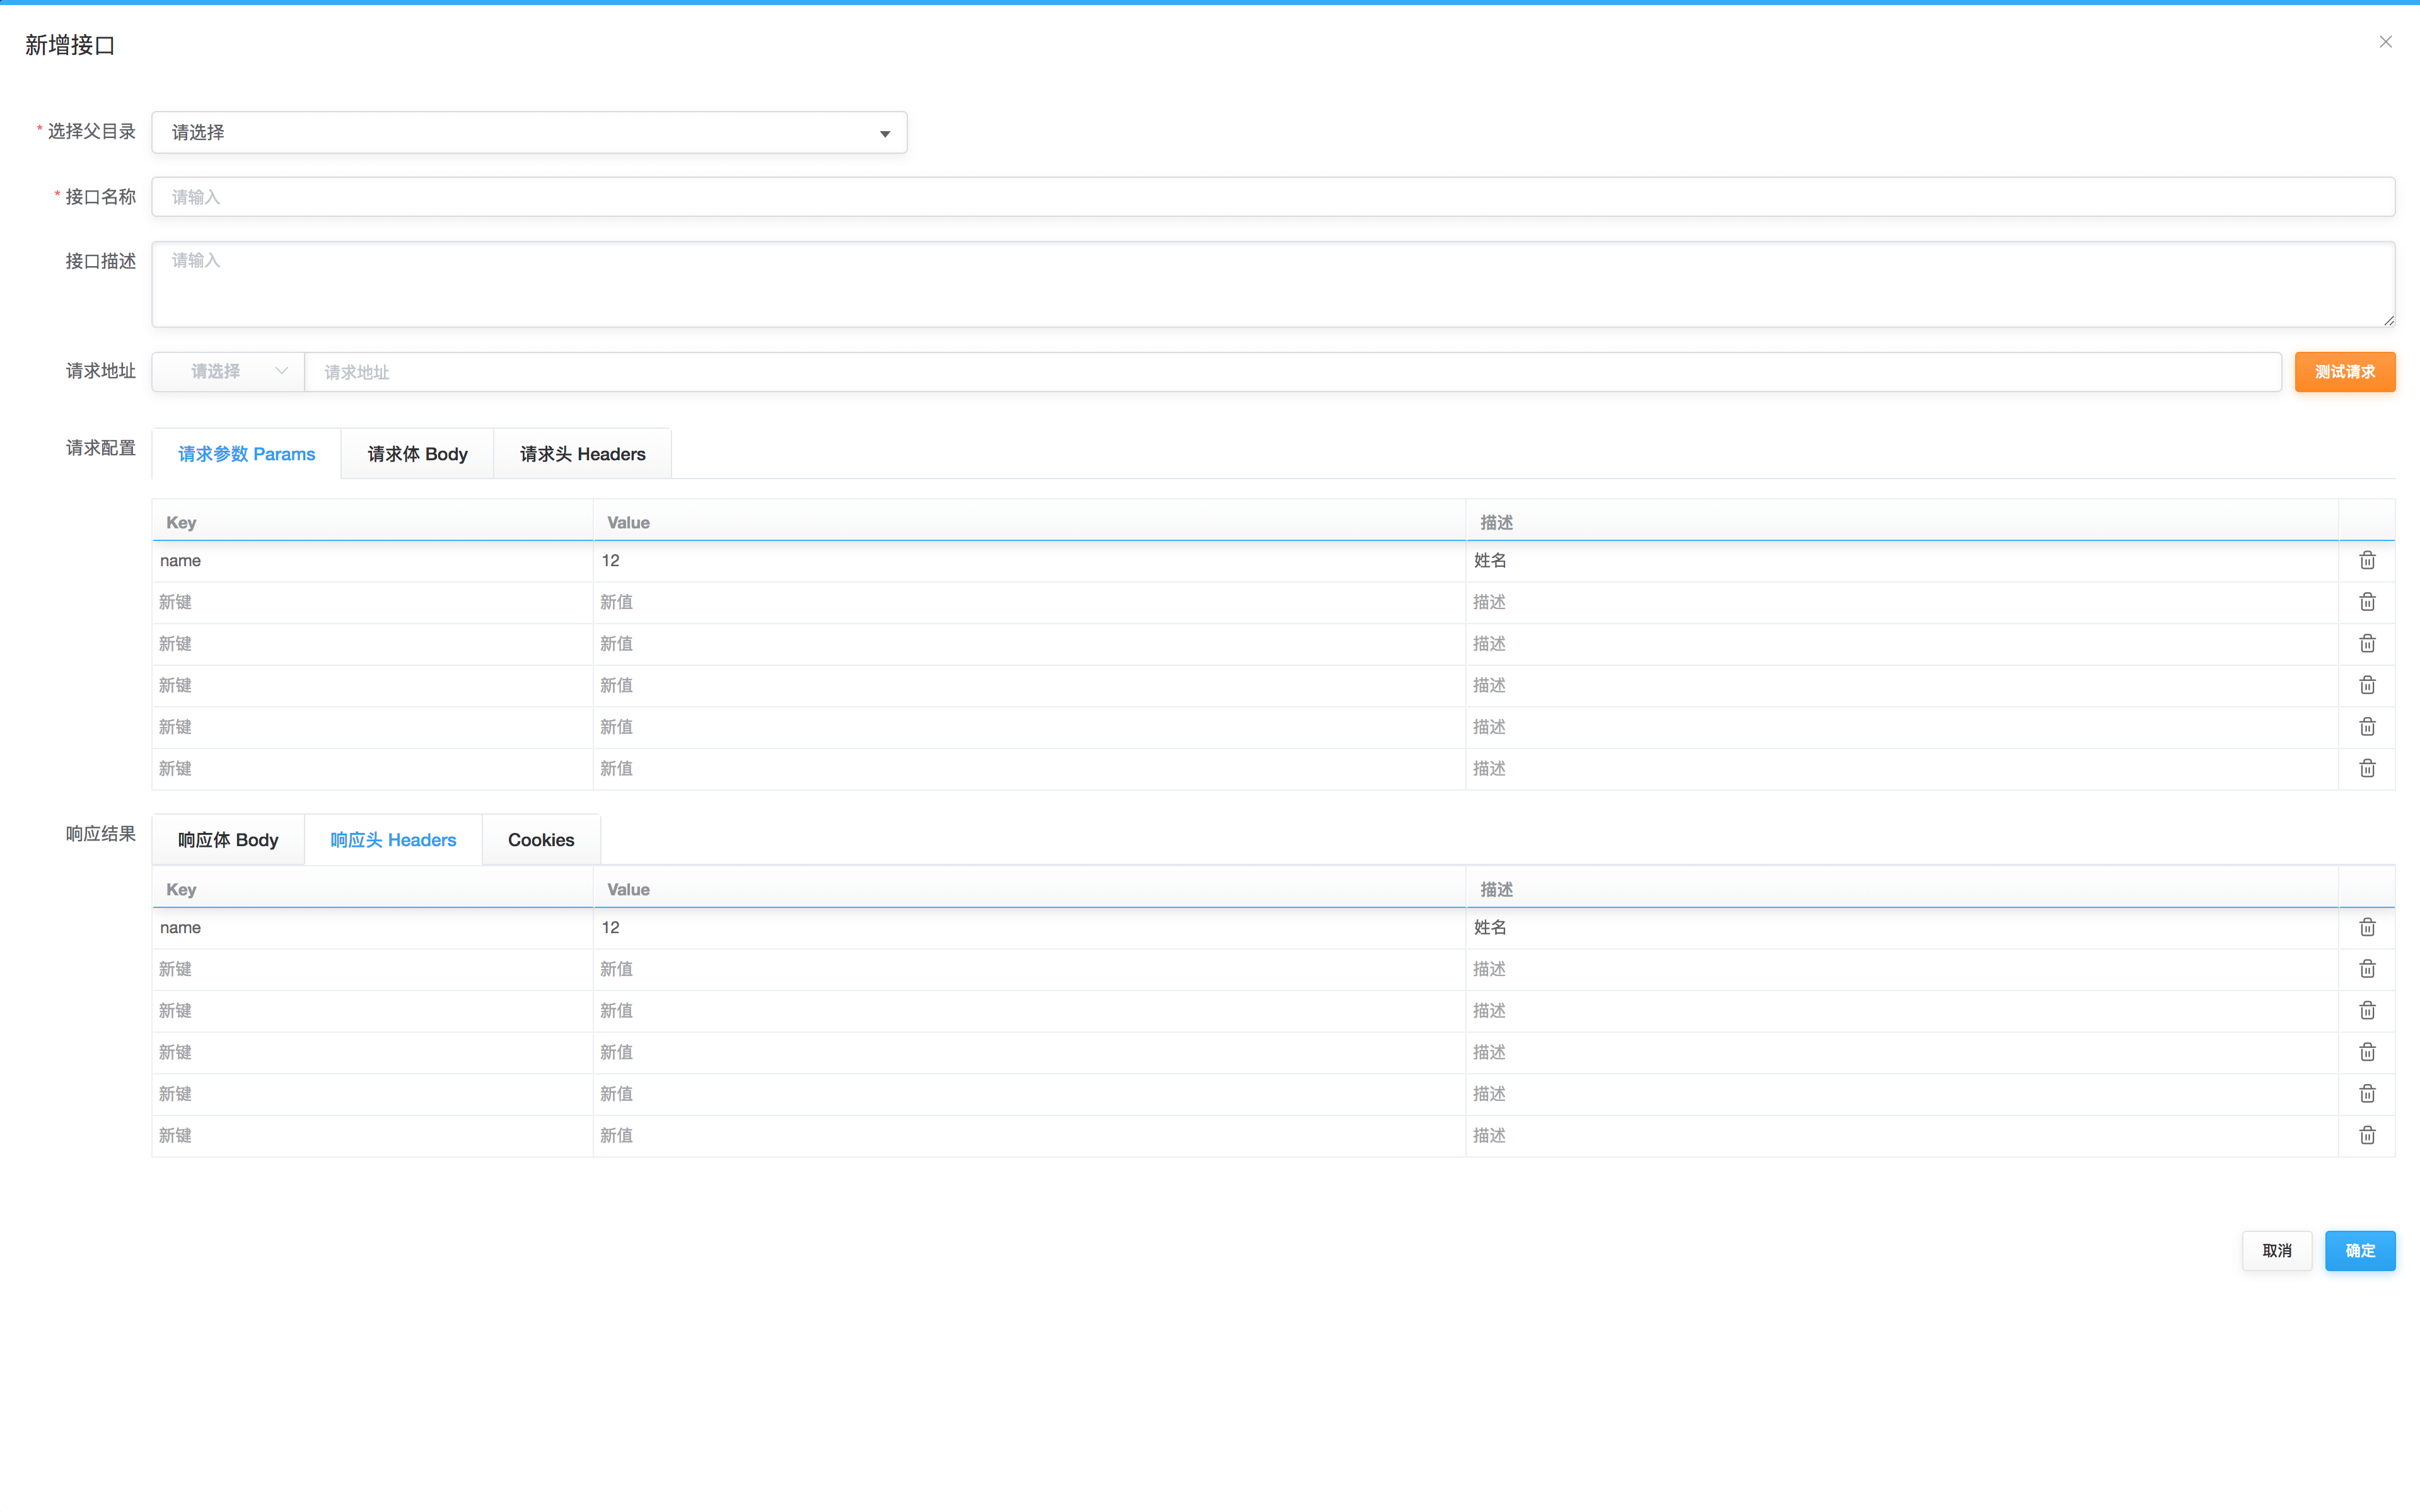 新增接口
* 选择父目录 请选择
* 接口名称 请输入
接口描述 请输入
请求地址 请选择 请求地址 测试请求
请求配置 请求参数 Params 请求体 Body 请求头 Headers
Key Value 描述
name 12 姓名
新键 新值 描述
新键 新值 描述
新键 新值 描述
新键 新值 描述
新键 新值 描述
响应结果 响应体 Body 响应头 Headers Cookies
Key Value 描述
name 12 姓名
新键 新值 描述
新键 新值 描述
新键 新值 描述
新键 新值 描述
新键 新值 描述
取消 确定